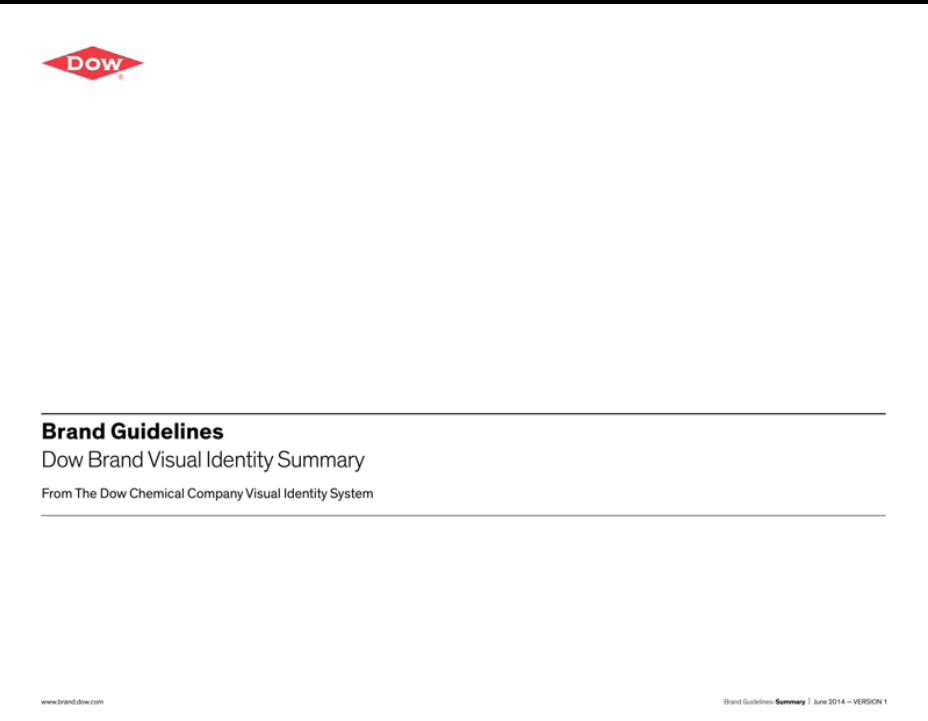 DOW
®
Brand Guidelines
Dow Brand Visual Identity Summary
From The Dow Chemical Company Visual Identity System
www.brand.dow.com
Brand Guidelines-Summary | June 2014 — VERSION 1